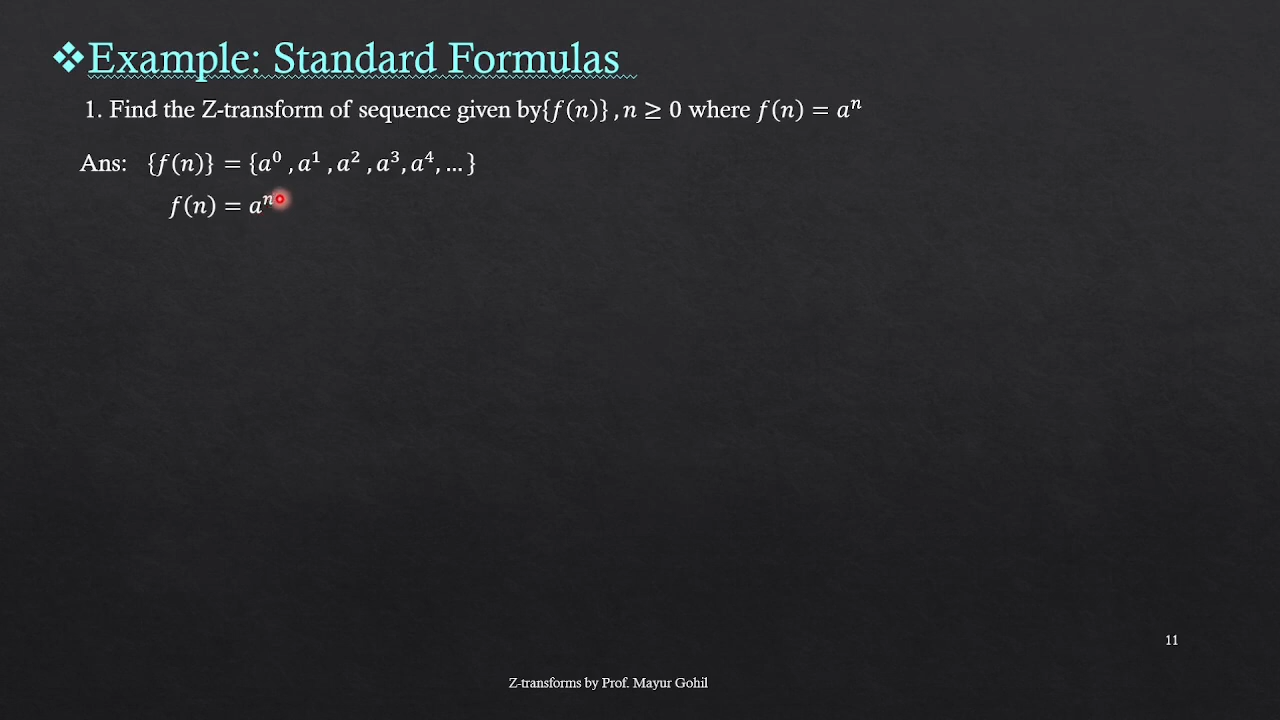 ❖Example: Standard Formulas
1. Find the Z-transform of sequence given by{f(n)} , n ≥ 0 where f(n) = aⁿ
Ans: {f(n)} = {a⁰ , a¹ , a² , a³, a⁴, … }
f(n) = aⁿ
11
Z-transforms by Prof. Mayur Gohil